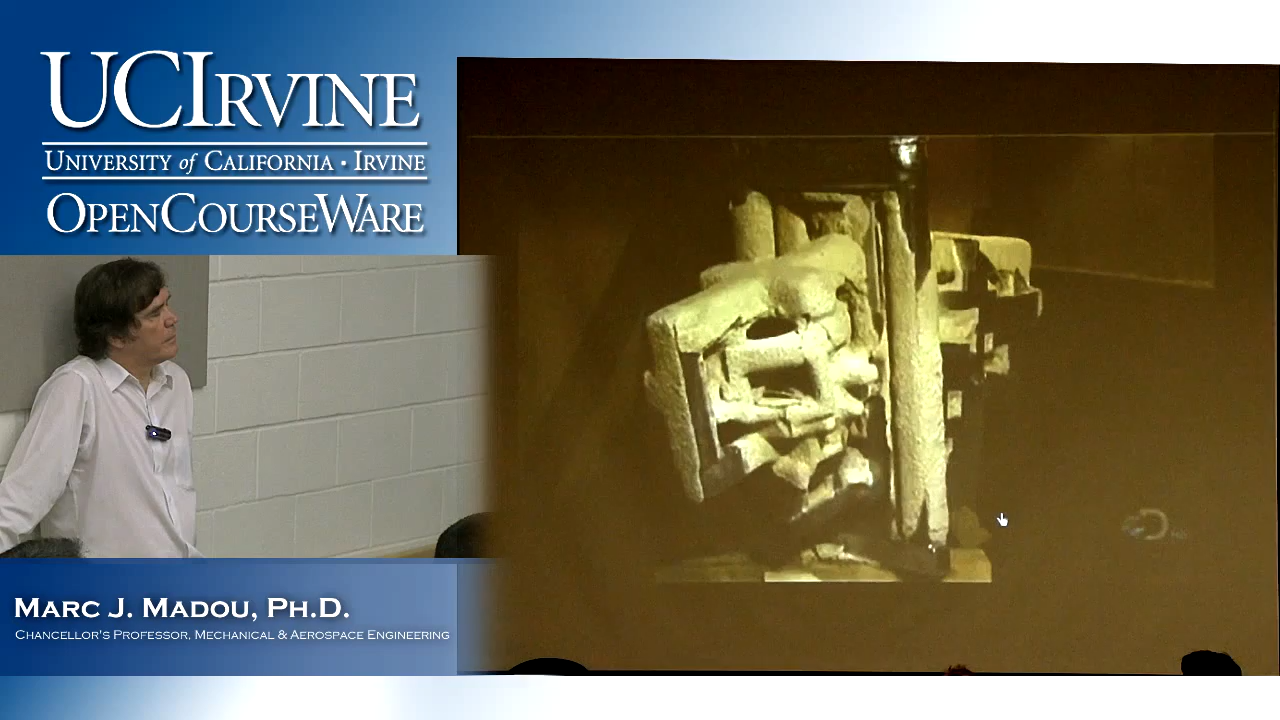 UCIRVINE
UNIVERSITY of CALIFORNIA · IRVINE
OPENCOURSEWARE
MARC J. MADOU, PH.D.
CHANCELLOR'S PROFESSOR, MECHANICAL & AEROSPACE ENGINEERING